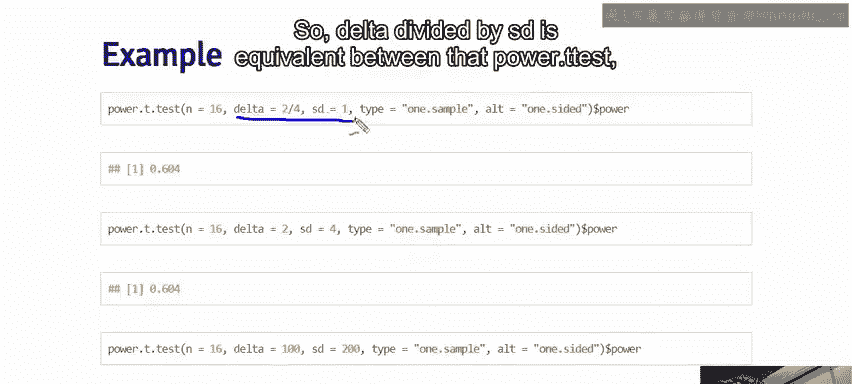 So, delta divided by sd is
Example equivalent between that power.ttest,
power.t.test(n = 16, delta = 2/4, sd = 1, type = "one.sample", alt = "one.sided")$power
## [1] 0.604
power.t.test(n = 16, delta = 2, sd = 4, type = "one.sample", alt = "one.sided")$power
## [1] 0.604
power.t.test(n = 16, delta = 100, sd = 200, type = "one.sample", alt = "one.sided")$power